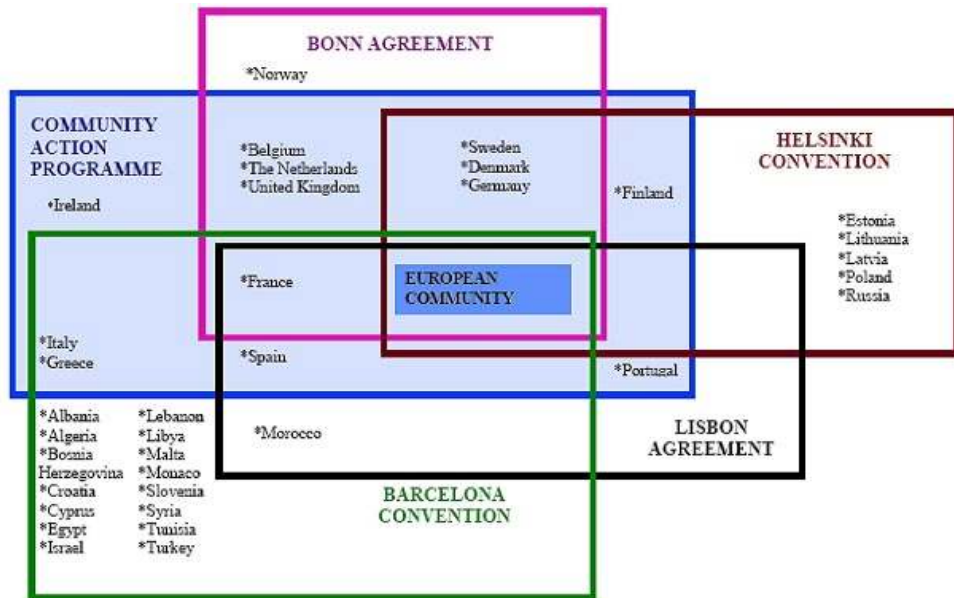 BONN AGREEMENT
*Norway
COMMUNITY
ACTION
PROGRAMME
*Ireland
*Belgium
*The Netherlands
*United Kingdom
*Sweden
*Denmark
*Germany
*Finland
HELSINKI
CONVENTION
*Estonia
*Lithuania
*Latvia
*Poland
*Russia
*France
EUROPEAN
COMMUNITY
*Italy
*Greece
*Spain
*Portugal
*Albania
*Algeria
*Bosnia
Herzegovina
*Croatia
*Cyprus
*Egypt
*Israel
*Lebanon
*Libya
*Malta
*Monaco
*Slovenia
*Syria
*Tunisia
*Turkey
*Morocco
LISBON
AGREEMENT
BARCELONA
CONVENTION